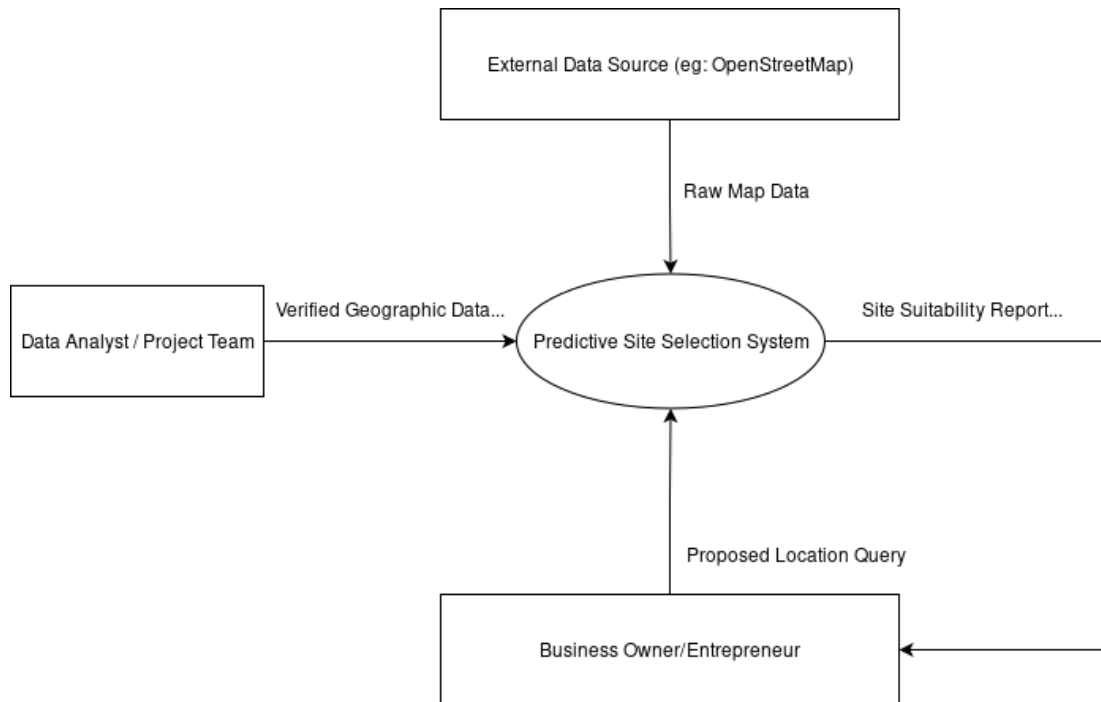 External Data Source (eg: OpenStreetMap)
Raw Map Data
Verified Geographic Data...
Site Suitability Report...
Data Analyst / Project Team
Predictive Site Selection System
Proposed Location Query
Business Owner/Entrepreneur